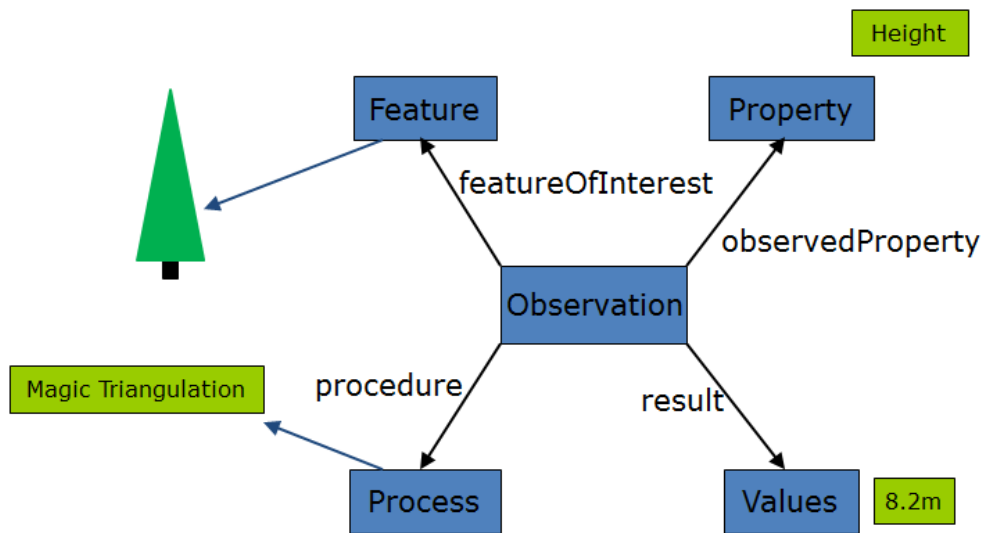 Height
Feature
Property
featureOfInterest
observedProperty
Observation
Magic Triangulation
procedure
result
Process
Values
8.2m